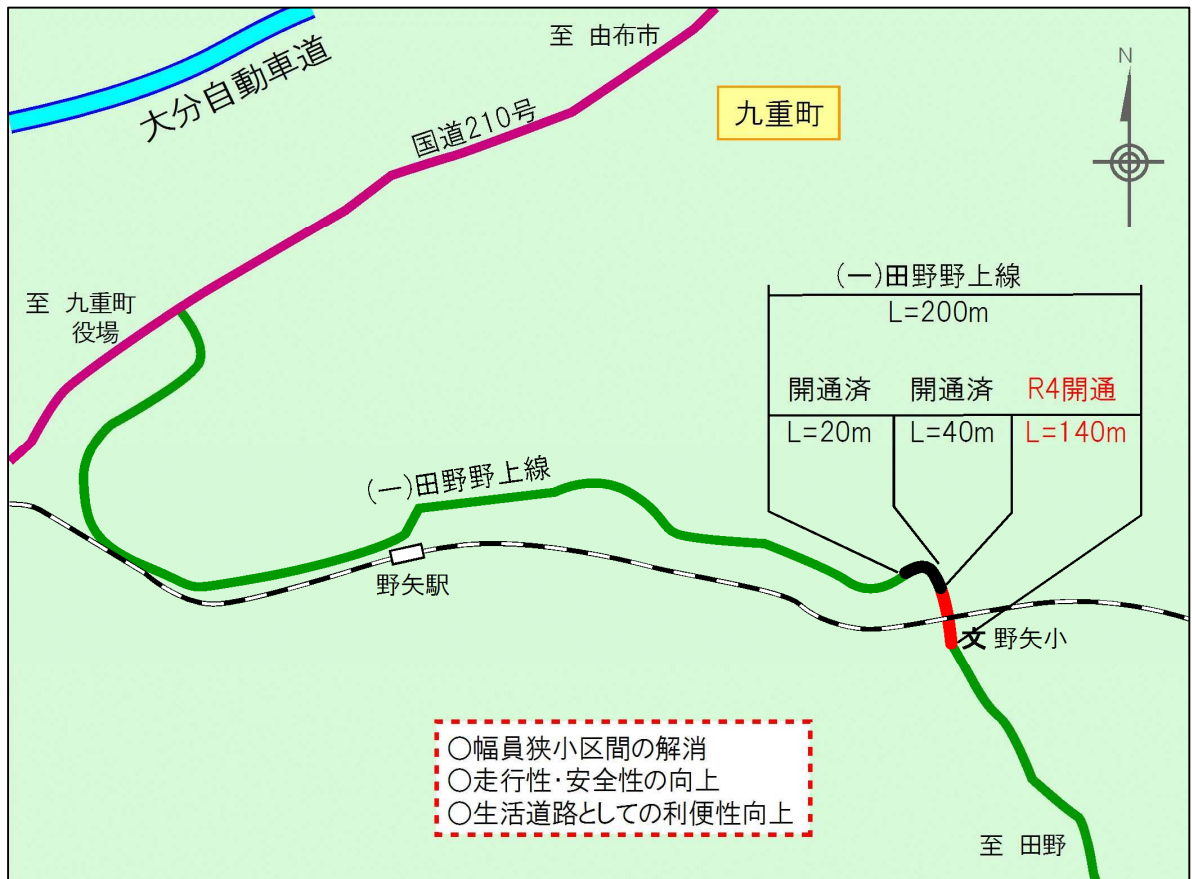 至 由布市
大分自動車道
国道210号
九重町
N
(一)田野野上線
L=200m
至 九重町
役場
開通済
開通済
R4開通
L=20m
L=40m
L=140m
(一)田野野上線
野矢駅
文 野矢小
○幅員狭小区間の解消
○走行性・安全性の向上
○生活道路としての利便性向上
至 田野